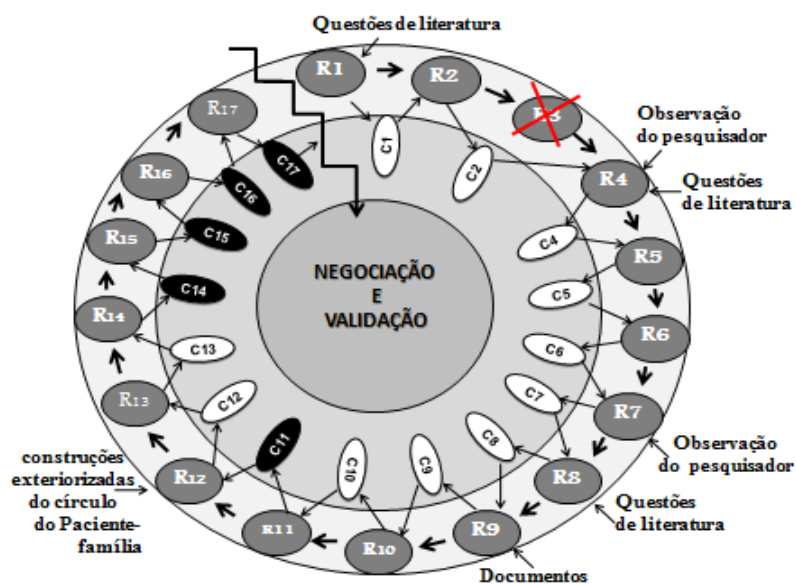 Questões de literatura
R1
R2
R3
Observação
do pesquisador
R4
Questões
de literatura
R5
R6
R7
Observação
do pesquisador
R8
Questões
de literatura
R9
Documentos
R10
R11
R12
construções
exteriorizadas
do círculo
do Paciente-
família
R13
R14
R15
R16
R17
C1
C2
C4
C5
C6
C7
C8
C9
C10
C11
C12
C13
C14
C15
C16
C17
NEGOCIAÇÃO
E
VALIDAÇÃO